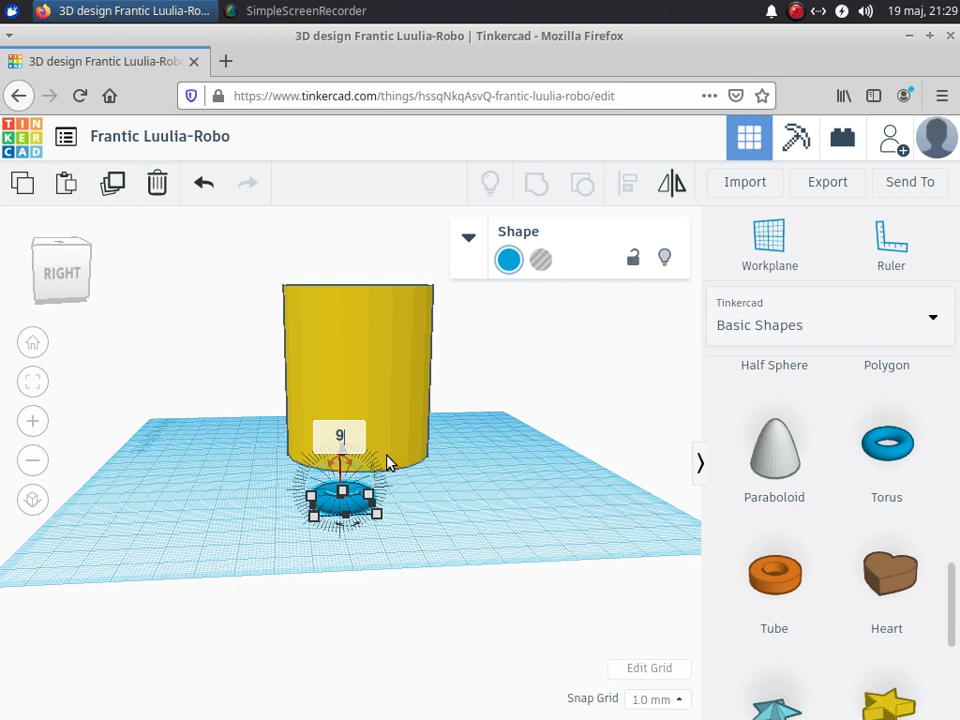 3D design Frantic Luulia-Ro...
SimpleScreenRecorder
19 maj, 21:29
3D design Frantic Luulia-Robo | Tinkercad - Mozilla Firefox
3D design Frantic Luulia-Rob
https://www.tinkercad.com/things/hssqNkqAsvQ-frantic-luulia-robo/edit
TIN
KER
CAD
Frantic Luulia-Robo
Import
Export
Send To
Shape
RIGHT
Workplane
Ruler
Tinkercad
Basic Shapes
Half Sphere
Polygon
9
Paraboloid
Torus
Tube
Heart
Edit Grid
Snap Grid
1.0 mm